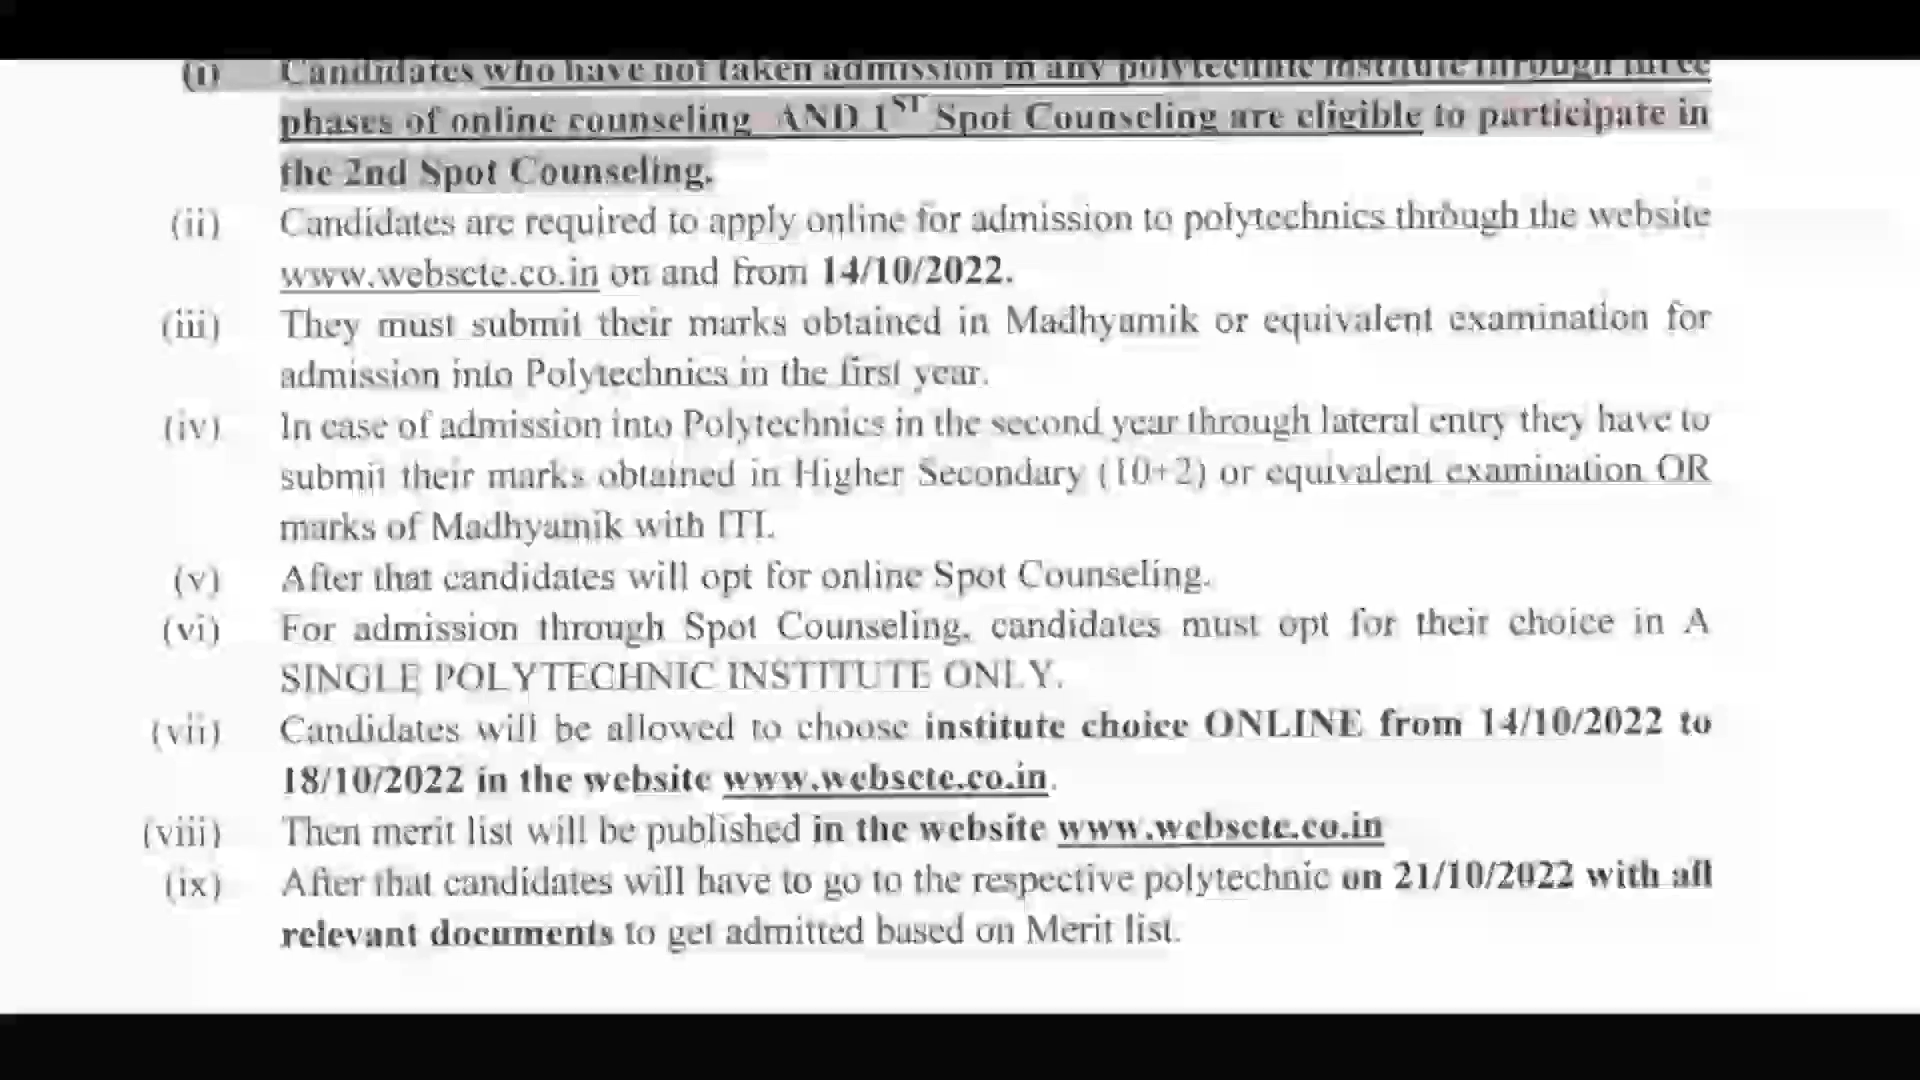 (i) Candidates who have not taken admission in any polytechnic institute through three
phases of online counseling AND 1ST Spot Counseling are eligible to participate in
the 2nd Spot Counseling.
(ii) Candidates are required to apply online for admission to polytechnics through the website
www.webscte.co.in on and from 14/10/2022.
(iii) They must submit their marks obtained in Madhyamik or equivalent examination for
admission into Polytechnics in the first year.
(iv) In case of admission into Polytechnics in the second year through lateral entry they have to
submit their marks obtained in Higher Secondary (10+2) or equivalent examination OR
marks of Madhyamik with ITI.
(v) After that candidates will opt for online Spot Counseling.
(vi) For admission through Spot Counseling, candidates must opt for their choice in A
SINGLE POLYTECHNIC INSTITUTE ONLY.
(vii) Candidates will be allowed to choose institute choice ONLINE from 14/10/2022 to
18/10/2022 in the website www.webscte.co.in.
(viii) Then merit list will be published in the website www.webscte.co.in
(ix) After that candidates will have to go to the respective polytechnic on 21/10/2022 with all
relevant documents to get admitted based on Merit list.